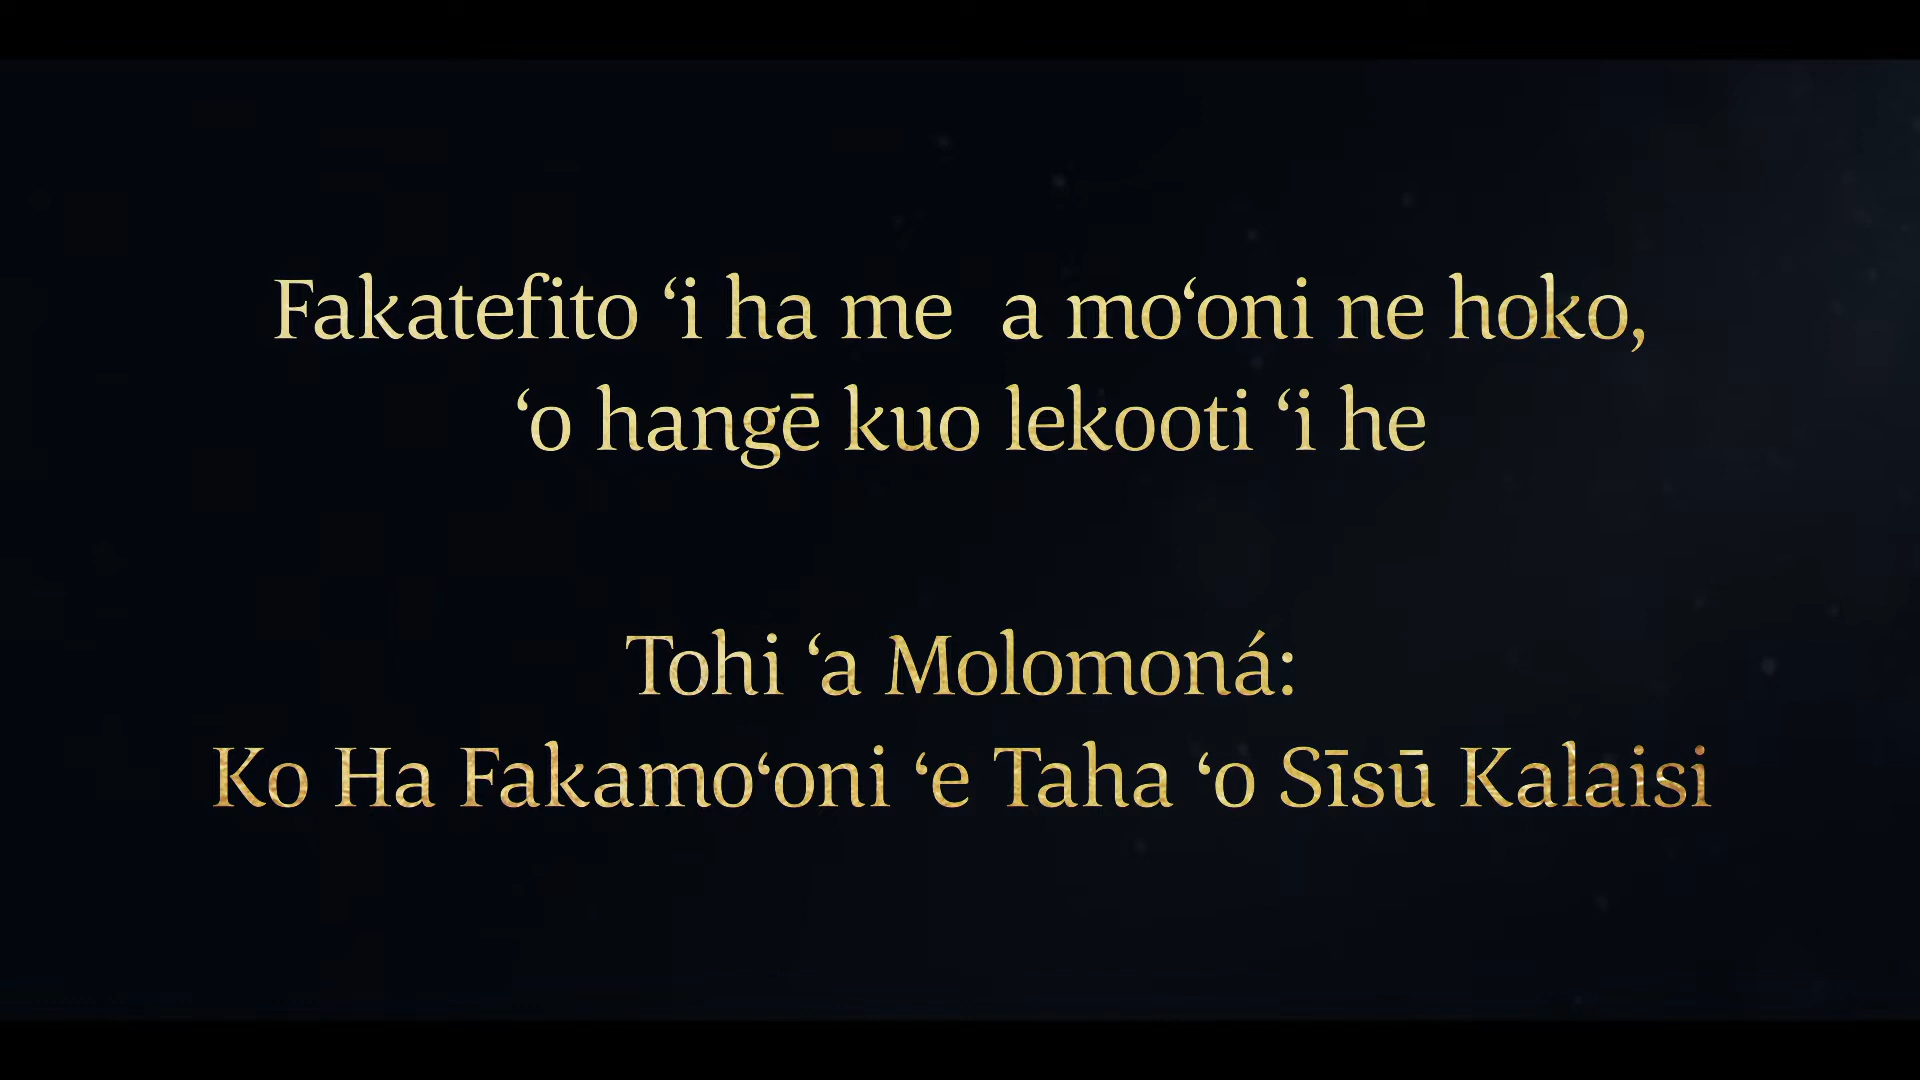 Fakatefito ‘i ha me  a mo‘oni ne hoko,
‘o hangē kuo lekooti ‘i he
Tohi ‘a Molomoná:
Ko Ha Fakamo‘oni ‘e Taha ‘o Sīsū Kalaisi